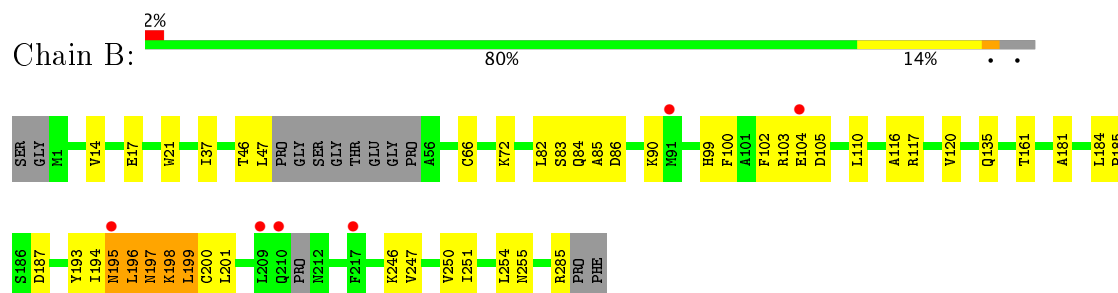 2%
Chain B:
80% 14% • •
SER GLY M1 V14 E17 W21 I37 T46 L47 PRO GLY SER GLY THR GLU GLY PRO A56 C66 K72 L82 S83 Q84 A85 D86 K90 M91 H99 F100 A101 F102 R103 E104 D105 L110 A116 R117 V120 Q135 T161 A181 L184
S186 D187 Y193 I194 N195 L196 N197 K198 L199 C200 L201 L209 Q210 PRO N212 F217 K246 V247 V250 I251 L254 N255 R285 PRO PHE